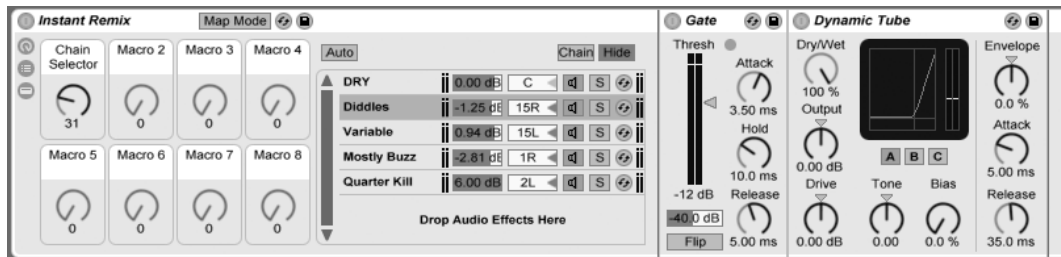 Instant Remix Map Mode
Chain Selector Macro 2 Macro 3 Macro 4
31 0 0 0
Macro 5 Macro 6 Macro 7 Macro 8
0 0 0 0
Auto Chain Hide
DRY 0.00 dB C S
Diddles -1.25 dB 15R S
Variable 0.94 dB 15L S
Mostly Buzz -2.81 dB 1R S
Quarter Kill 6.00 dB 2L S
Drop Audio Effects Here
Gate
Thresh
-12 dB
-40.0 dB
Flip
Attack
3.50 ms
Hold
10.0 ms
Release
5.00 ms
Dynamic Tube
Dry/Wet
100 %
Output
0.00 dB
A B C
Drive Tone Bias
0.00 dB 0.00 0.0 %
Envelope
0.0 %
Attack
5.00 ms
Release
35.0 ms